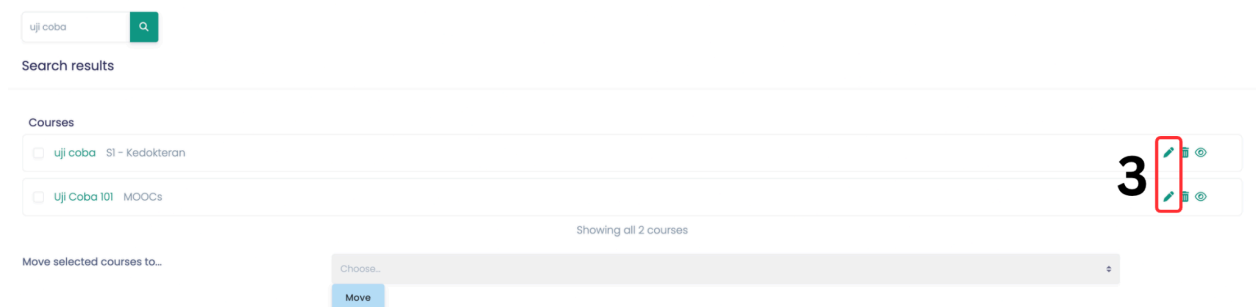 uji coba
Search results
Courses
uji coba S1 - Kedokteran
3
Uji Coba 101 MOOCs
Showing all 2 courses
Move selected courses to...
Choose...
Move